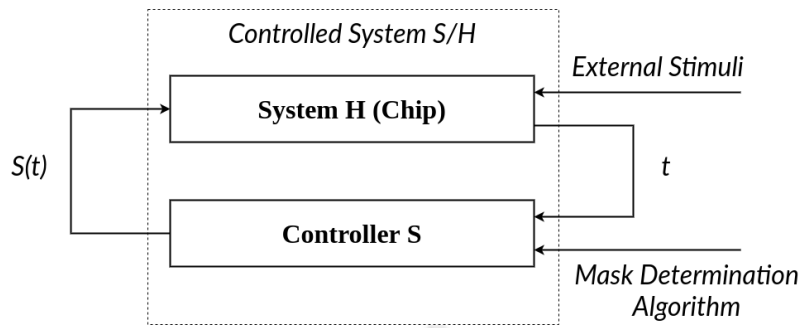 Controlled System S/H
External Stimuli
System H (Chip)
S(t)
t
Controller S
Mask Determination
Algorithm